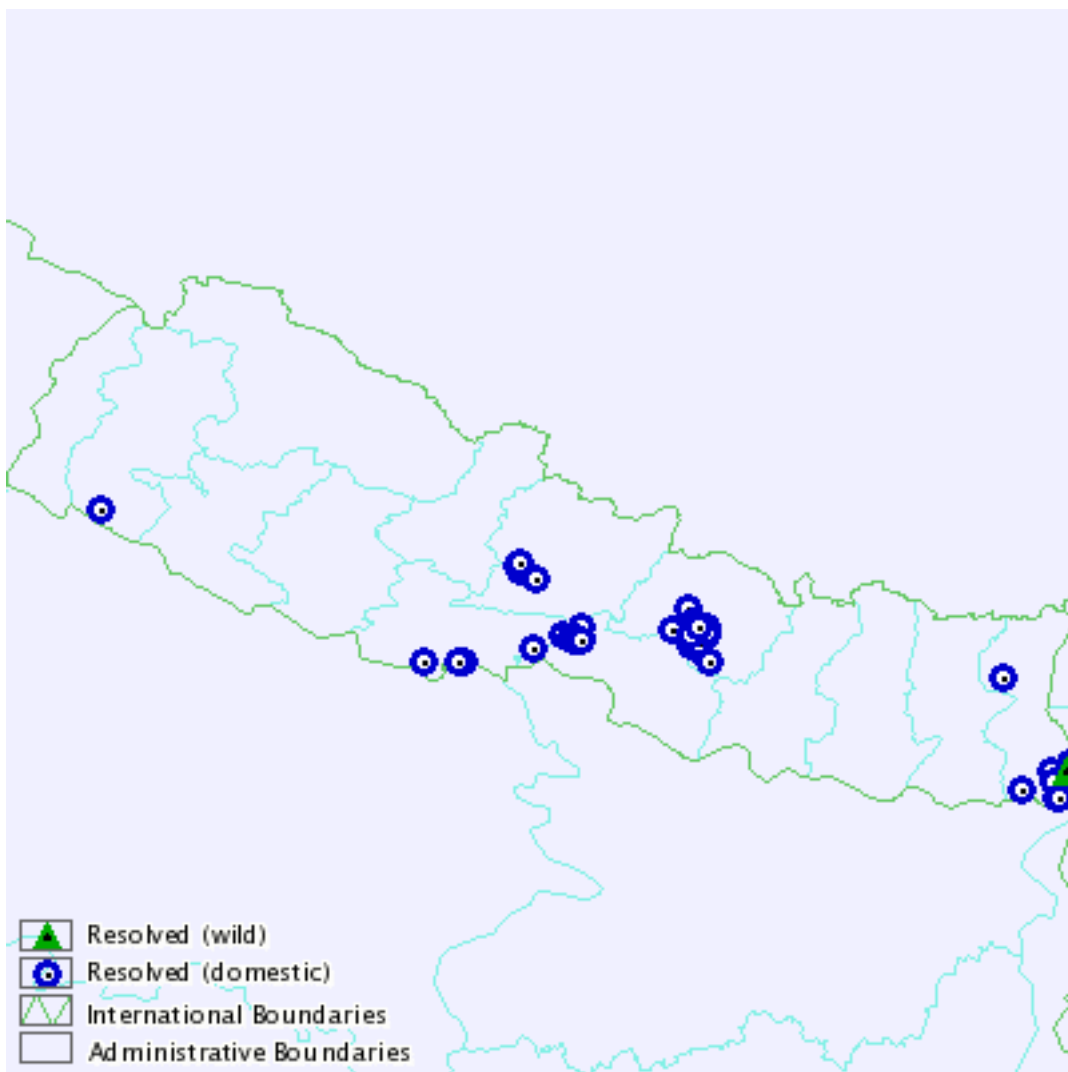 Resolved (wild)
Resolved (domestic)
International Boundaries
Administrative Boundaries